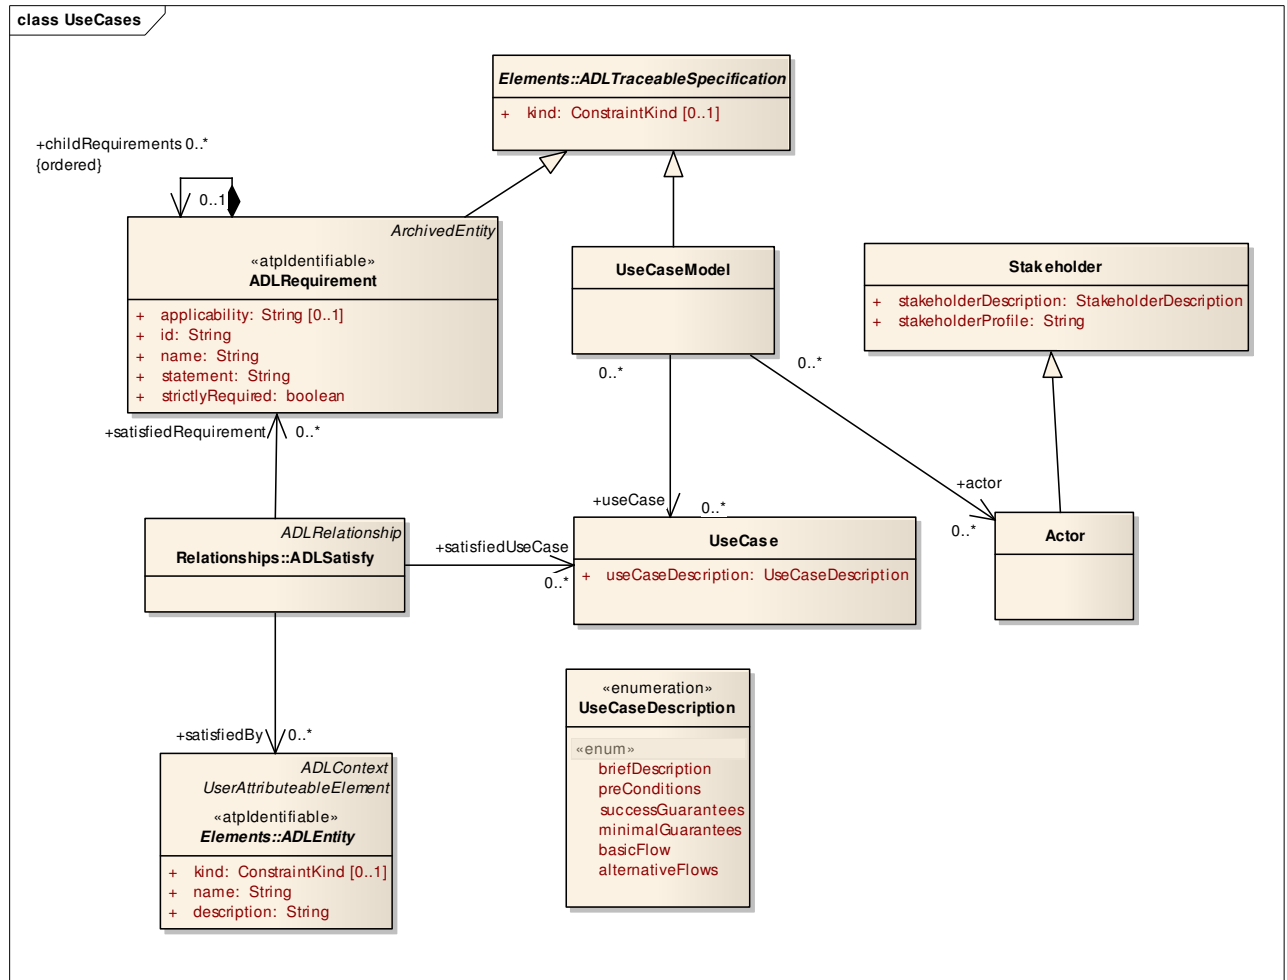 class UseCases
Elements::ADLTraceableSpecification
+ kind: ConstraintKind [0..1]
+childRequirements 0..*
{ordered}
0..1
ArchivedEntity
«atpIdentifiable»
ADLRequirement
+ applicability: String [0..1]
+ id: String
+ name: String
+ statement: String
+ strictlyRequired: boolean
UseCaseModel
Stakeholder
+ stakeholderDescription: StakeholderDescription
+ stakeholderProfile: String
0..*
0..*
+satisfiedRequirement
0..*
+useCase
0..*
+actor
0..*
ADLRelationship
Relationships::ADLSatisfy
+satisfiedUseCase
0..*
UseCase
+ useCaseDescription: UseCaseDescription
Actor
+satisfiedBy
0..*
ADLContext
UserAttributeableElement
«atpIdentifiable»
Elements::ADLEntity
+ kind: ConstraintKind [0..1]
+ name: String
+ description: String
«enumeration»
UseCaseDescription
«enum»
briefDescription
preConditions
successGuarantees
minimalGuarantees
basicFlow
alternativeFlows